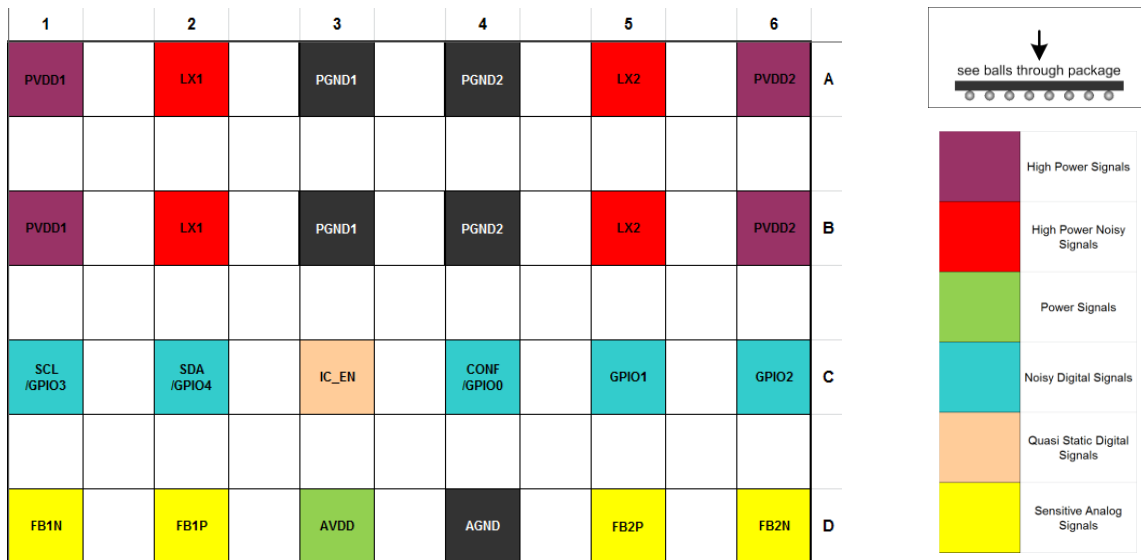 1 2 3 4 5 6
PVDD1 LX1 PGND1 PGND2 LX2 PVDD2 A
PVDD1 LX1 PGND1 PGND2 LX2 PVDD2 B
SCL SDA IC_EN CONF GPIO1 GPIO2 C
/GPIO3 /GPIO4 /GPIO0
FB1N FB1P AVDD AGND FB2P FB2N D
see balls through package
High Power Signals
High Power Noisy
Signals
Power Signals
Noisy Digital Signals
Quasi Static Digital
Signals
Sensitive Analog
Signals